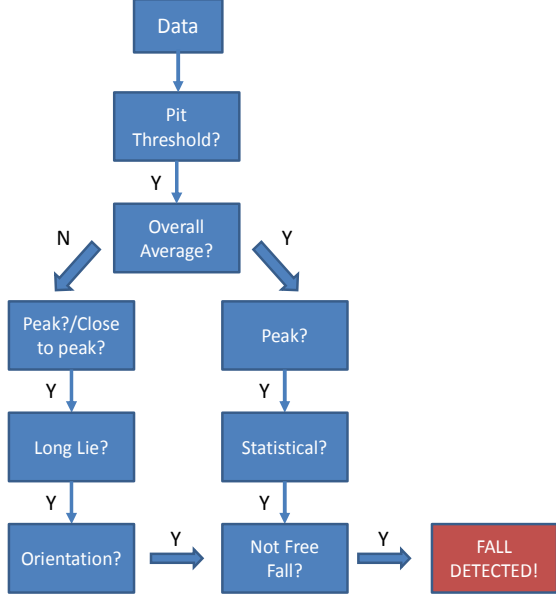 Data
Pit
Threshold?
Y
Overall
Average?
N
Y
Peak?/Close
to peak?
Peak?
Y
Y
Long Lie?
Statistical?
Y
Y
Orientation?
Y
Not Free
Fall?
Y
FALL
DETECTED!